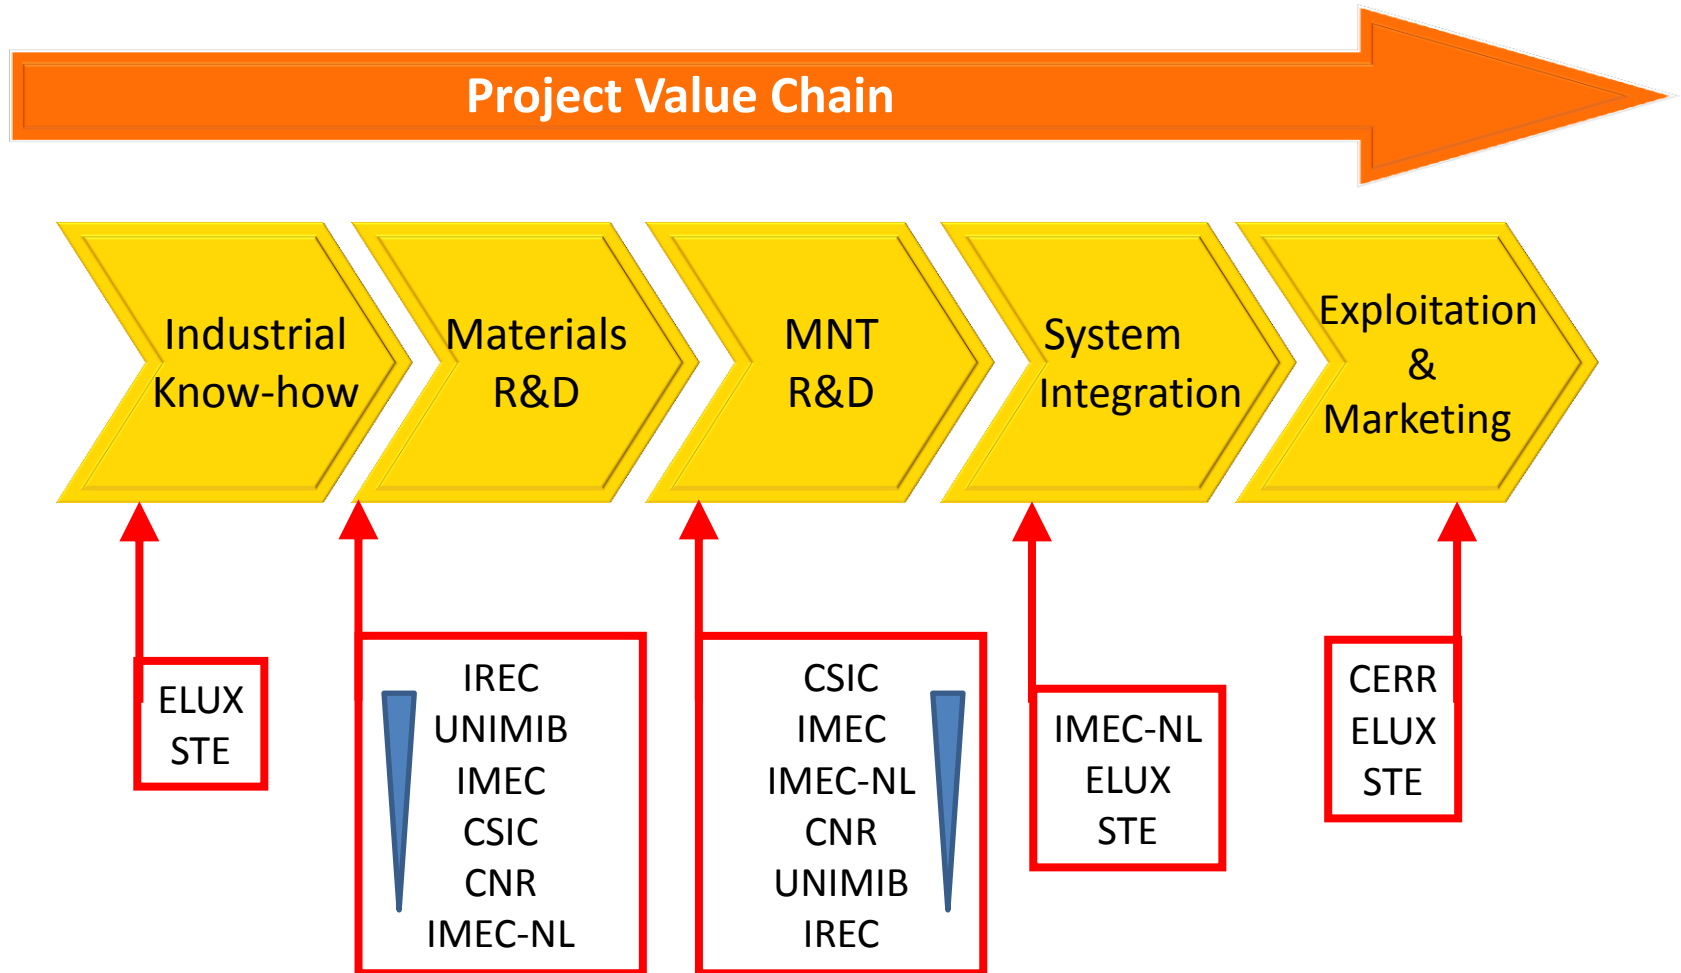 Project Value Chain
Industrial
Know-how
Materials
R&D
MNT
R&D
System
Integration
Exploitation
&
Marketing
ELUX
STE
IREC
UNIMIB
IMEC
CSIC
CNR
IMEC-NL
CSIC
IMEC
IMEC-NL
CNR
UNIMIB
IREC
IMEC-NL
ELUX
STE
CERR
ELUX
STE